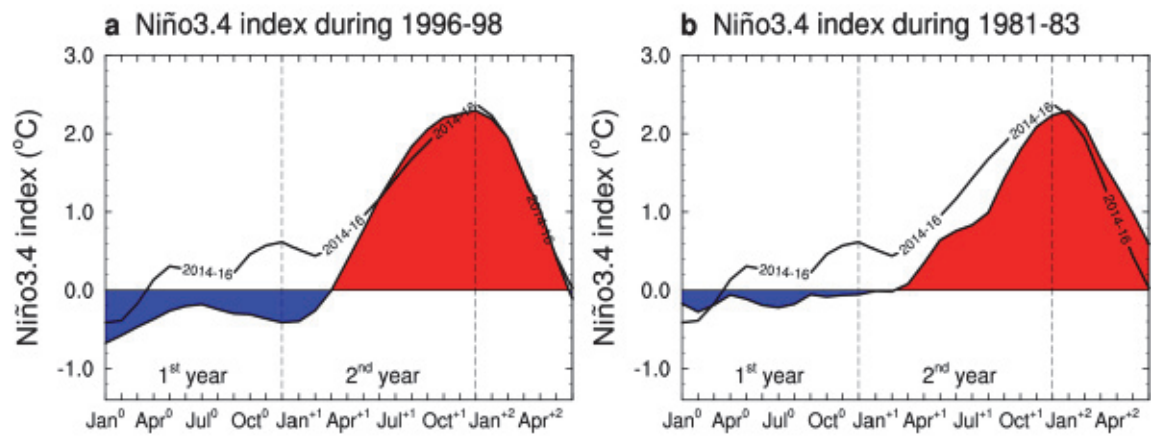 a Niño3.4 index during 1996-98
Niño3.4 index (°C)
3.0
2.0
1.0
0.0
-1.0
2014-16
2014-16
2014-16
1st year
2nd year
Jan⁰ Apr⁰ Jul⁰ Oct⁰ Jan⁺¹ Apr⁺¹ Jul⁺¹ Oct⁺¹ Jan⁺² Apr⁺²
b Niño3.4 index during 1981-83
Niño3.4 index (°C)
3.0
2.0
1.0
0.0
-1.0
2014-16
2014-16
2014-16
2014-16
1st year
2nd year
Jan⁰ Apr⁰ Jul⁰ Oct⁰ Jan⁺¹ Apr⁺¹ Jul⁺¹ Oct⁺¹ Jan⁺² Apr⁺²